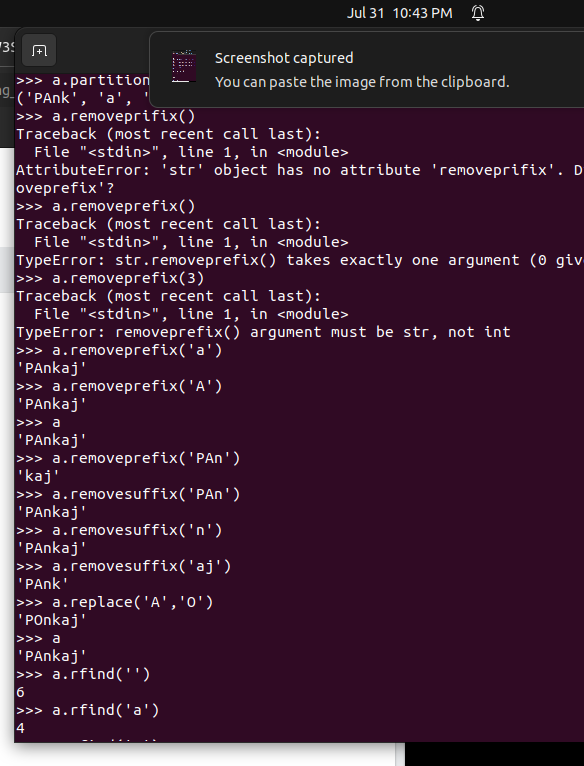 Jul 31 10:43 PM
Screenshot captured
You can paste the image from the clipboard.
>>> a.partition
('PAnk', 'a', '
>>> a.removeprifix()
Traceback (most recent call last):
  File "<stdin>", line 1, in <module>
AttributeError: 'str' object has no attribute 'removeprifix'. D
oveprefix'?
>>> a.removeprefix()
Traceback (most recent call last):
  File "<stdin>", line 1, in <module>
TypeError: str.removeprefix() takes exactly one argument (0 giv
>>> a.removeprefix(3)
Traceback (most recent call last):
  File "<stdin>", line 1, in <module>
TypeError: removeprefix() argument must be str, not int
>>> a.removeprefix('a')
'PAnkaj'
>>> a.removeprefix('A')
'PAnkaj'
>>> a
'PAnkaj'
>>> a.removeprefix('PAn')
'kaj'
>>> a.removesuffix('PAn')
'PAnkaj'
>>> a.removesuffix('n')
'PAnkaj'
>>> a.removesuffix('aj')
'PAnk'
>>> a.replace('A','O')
'POnkaj'
>>> a
'PAnkaj'
>>> a.rfind('')
6
>>> a.rfind('a')
4